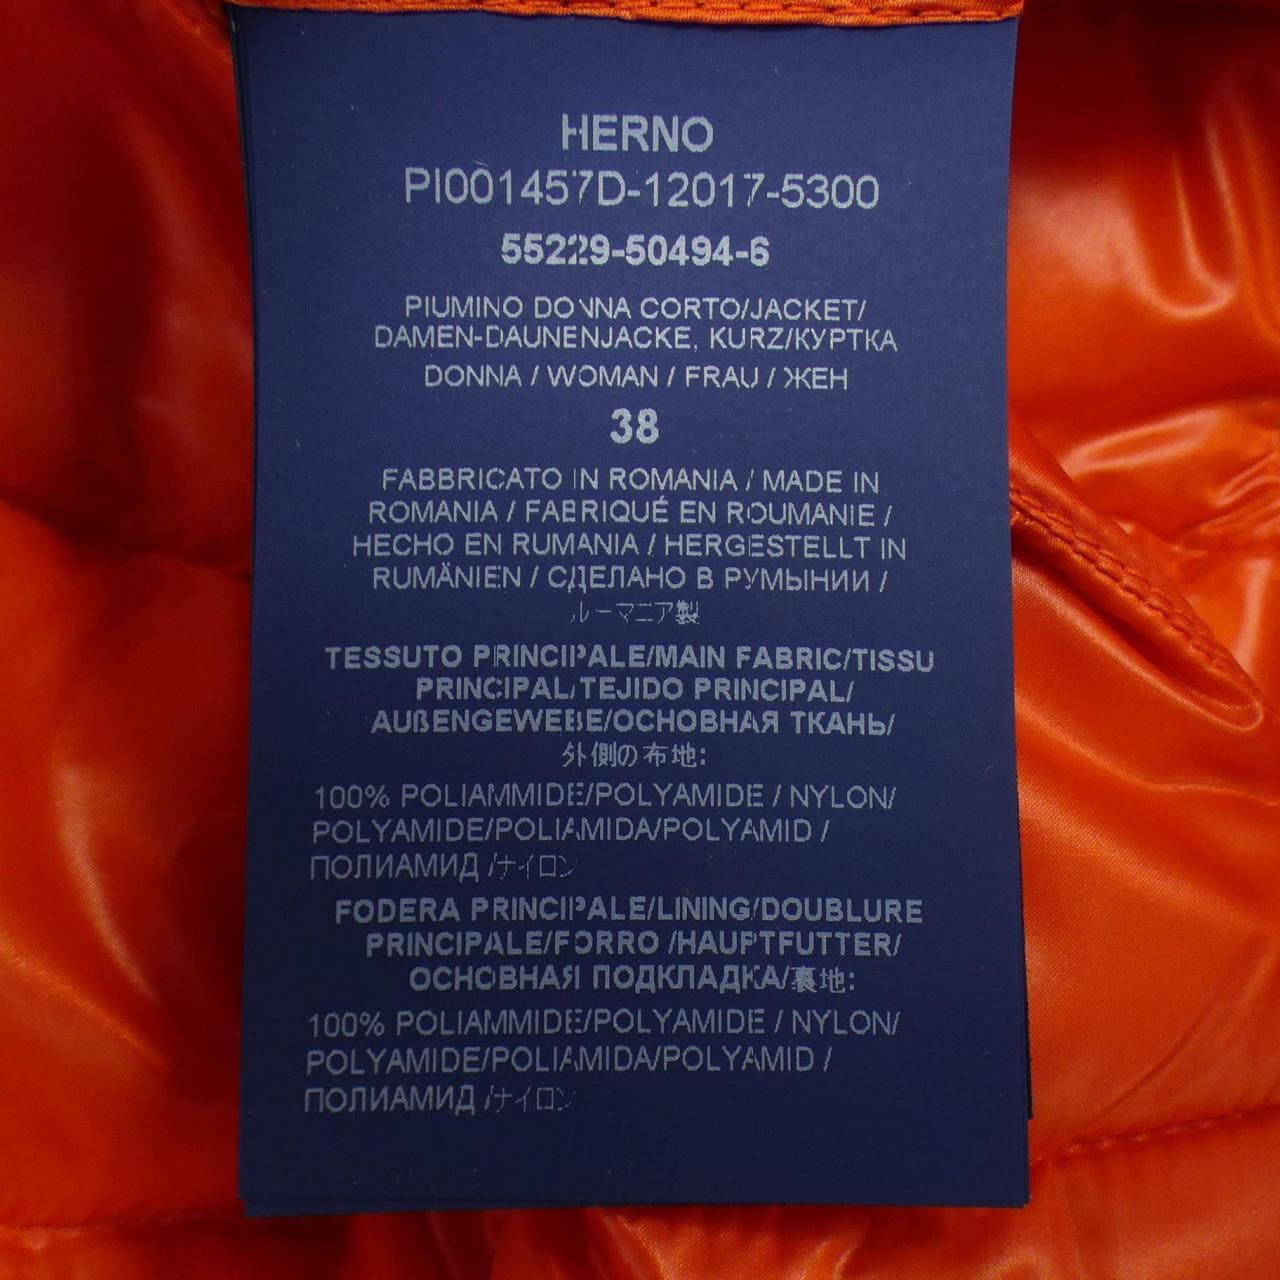 HERNO
PI001457D-12017-5300
55229-50494-6
PIUMINO DONNA CORTO/JACKET/
DAMEN-DAUNENJACKE, KURZ/КУРТКА
DONNA / WOMAN / FRAU / ЖЕН
38
FABBRICATO IN ROMANIA / MADE IN
ROMANIA / FABRIQUÉ EN ROUMANIE /
HECHO EN RUMANIA / HERGESTELLT IN
RUMÄNIEN / СДЕЛАНО В РУМЫНИИ /
ルーマニア製
TESSUTO PRINCIPALE/MAIN FABRIC/TISSU
PRINCIPAL/TEJIDO PRINCIPAL/
AUßENGEWEBE/ОСНОВНАЯ ТКАНЬ/
外側の布地:
100% POLIAMMIDE/POLYAMIDE / NYLON/
POLYAMIDE/POLIAMIDA/POLYAMID /
ПОЛИАМИД /ナイロン
FODERA PRINCIPALE/LINING/DOUBLURE
PRINCIPALE/FORRO /HAUPTFUTTER/
ОСНОВНАЯ ПОДКЛАДКА/裏地:
100% POLIAMMIDE/POLYAMIDE / NYLON/
POLYAMIDE/POLIAMIDA/POLYAMID /
ПОЛИАМИД /ナイロン